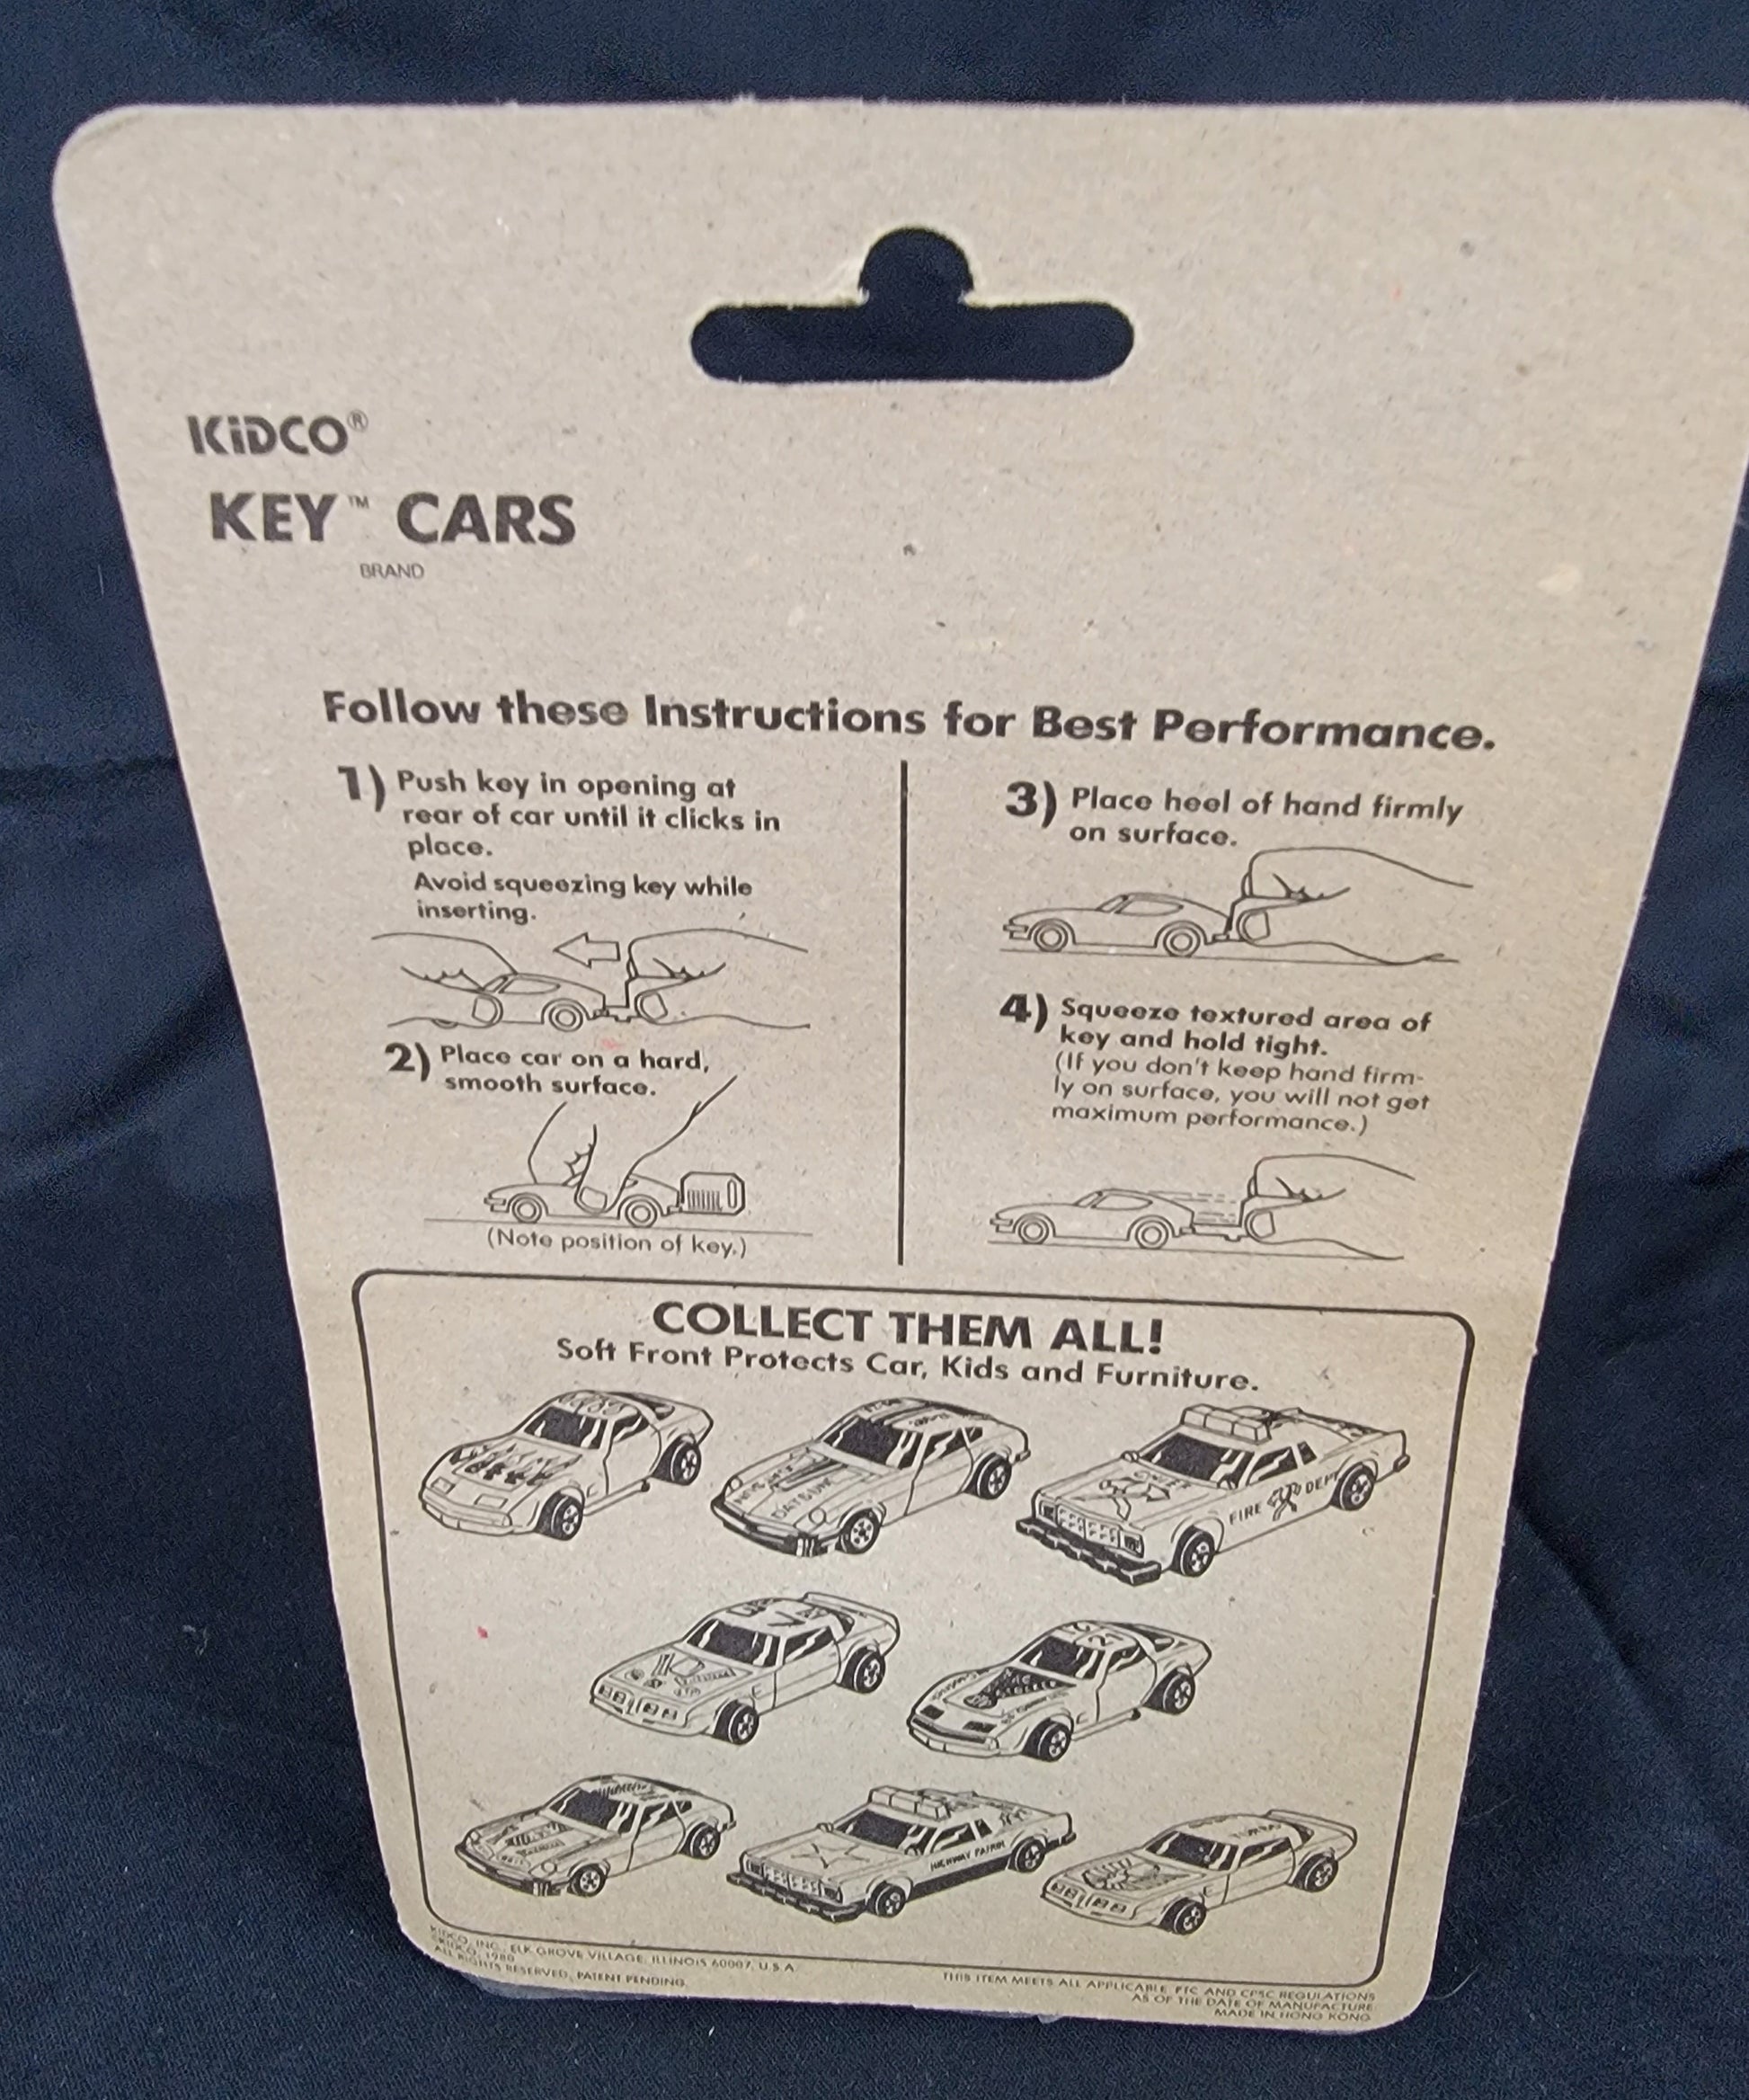 KiDCO®
KEY™ CARS
BRAND
Follow these Instructions for Best Performance.
1) Push key in opening at
rear of car until it clicks in
place.
Avoid squeezing key while
inserting.
2) Place car on a hard,
smooth surface.
(Note position of key.)
3) Place heel of hand firmly
on surface.
4) Squeeze textured area of
key and hold tight.
(If you don't keep hand firm-
ly on surface, you will not get
maximum performance.)
COLLECT THEM ALL!
Soft Front Protects Car, Kids and Furniture.
DATSUN
FIRE DEPT
HIGHWAY PATROL
KIDCO, INC., ELK GROVE VILLAGE, ILLINOIS 60007, U.S.A.
©KIDCO, 1980
ALL RIGHTS RESERVED, PATENT PENDING.
THIS ITEM MEETS ALL APPLICABLE FTC AND CPSC REGULATIONS
AS OF THE DATE OF MANUFACTURE
MADE IN HONG KONG